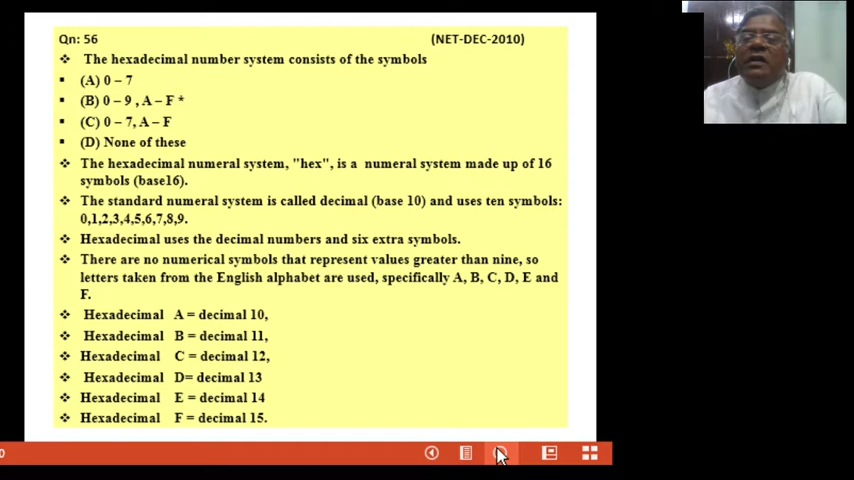 Qn: 56 (NET-DEC-2010)
❖ The hexadecimal number system consists of the symbols
▪ (A) 0 – 7
▪ (B) 0 – 9 , A – F *
▪ (C) 0 – 7, A – F
▪ (D) None of these
❖ The hexadecimal numeral system, "hex", is a numeral system made up of 16
symbols (base16).
❖ The standard numeral system is called decimal (base 10) and uses ten symbols:
0,1,2,3,4,5,6,7,8,9.
❖ Hexadecimal uses the decimal numbers and six extra symbols.
❖ There are no numerical symbols that represent values greater than nine, so
letters taken from the English alphabet are used, specifically A, B, C, D, E and
F.
❖ Hexadecimal A = decimal 10,
❖ Hexadecimal B = decimal 11,
❖ Hexadecimal C = decimal 12,
❖ Hexadecimal D= decimal 13
❖ Hexadecimal E = decimal 14
❖ Hexadecimal F = decimal 15.
0